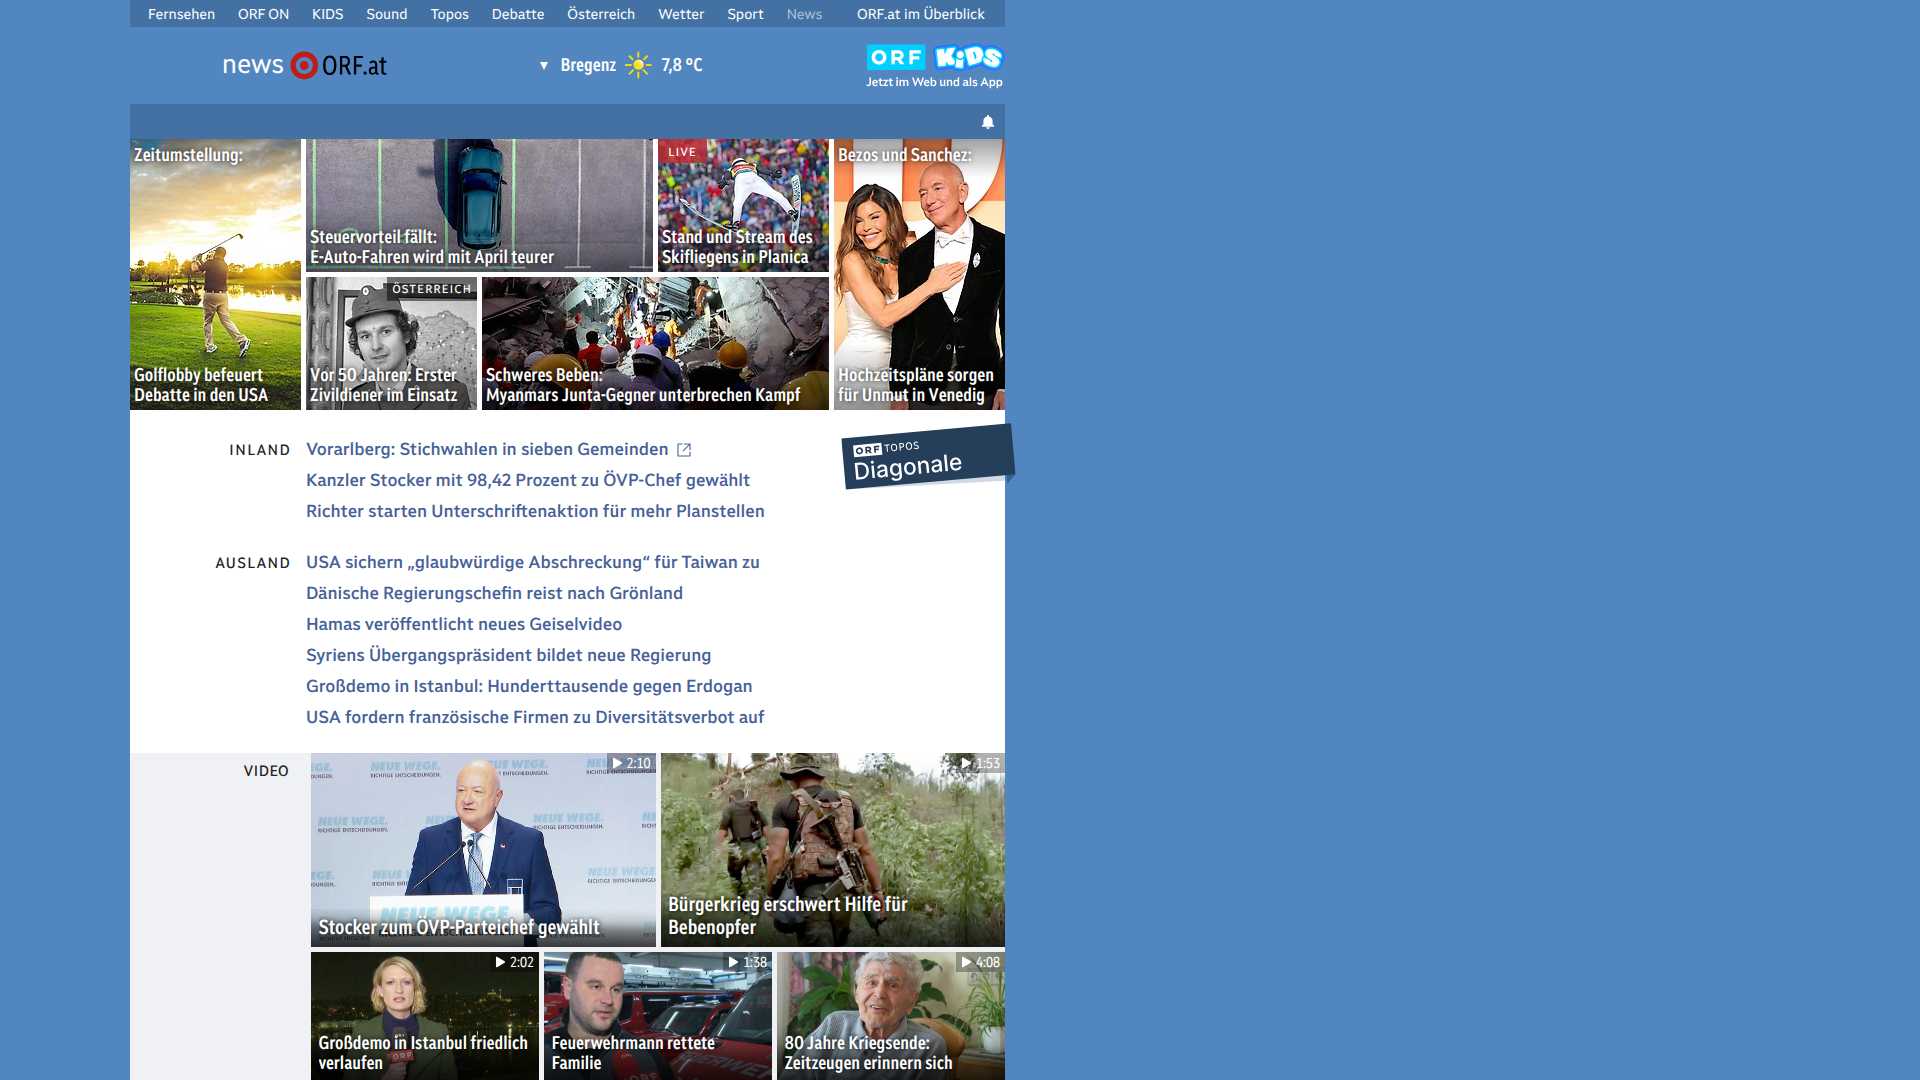 Fernsehen ORF ON KIDS Sound Topos Debatte Österreich Wetter Sport News ORF.at im Überblick
news ORF.at
Bregenz 7,8 °C
ORF KiDS
Jetzt im Web und als App
Zeitumstellung:
Golflobby befeuert
Debatte in den USA
Steuervorteil fällt:
E-Auto-Fahren wird mit April teurer
LIVE
Stand und Stream des
Skifliegens in Planica
Bezos und Sanchez:
Hochzeitspläne sorgen
für Unmut in Venedig
ÖSTERREICH
Vor 50 Jahren: Erster
Zivildiener im Einsatz
Schweres Beben:
Myanmars Junta-Gegner unterbrechen Kampf
INLAND
Vorarlberg: Stichwahlen in sieben Gemeinden
Kanzler Stocker mit 98,42 Prozent zu ÖVP-Chef gewählt
Richter starten Unterschriftenaktion für mehr Planstellen
ORF TOPOS
Diagonale
AUSLAND
USA sichern „glaubwürdige Abschreckung“ für Taiwan zu
Dänische Regierungschefin reist nach Grönland
Hamas veröffentlicht neues Geiselvideo
Syriens Übergangspräsident bildet neue Regierung
Großdemo in Istanbul: Hunderttausende gegen Erdogan
USA fordern französische Firmen zu Diversitätsverbot auf
VIDEO
2:10
NEUE WEGE.
RICHTIGE ENTSCHEIDUNGEN.
NEUE WEGE
Stocker zum ÖVP-Parteichef gewählt
1:53
Bürgerkrieg erschwert Hilfe für
Bebenopfer
2:02
ORF
Großdemo in Istanbul friedlich
verlaufen
1:38
ORF
Feuerwehrmann rettete
Familie
4:08
80 Jahre Kriegsende:
Zeitzeugen erinnern sich